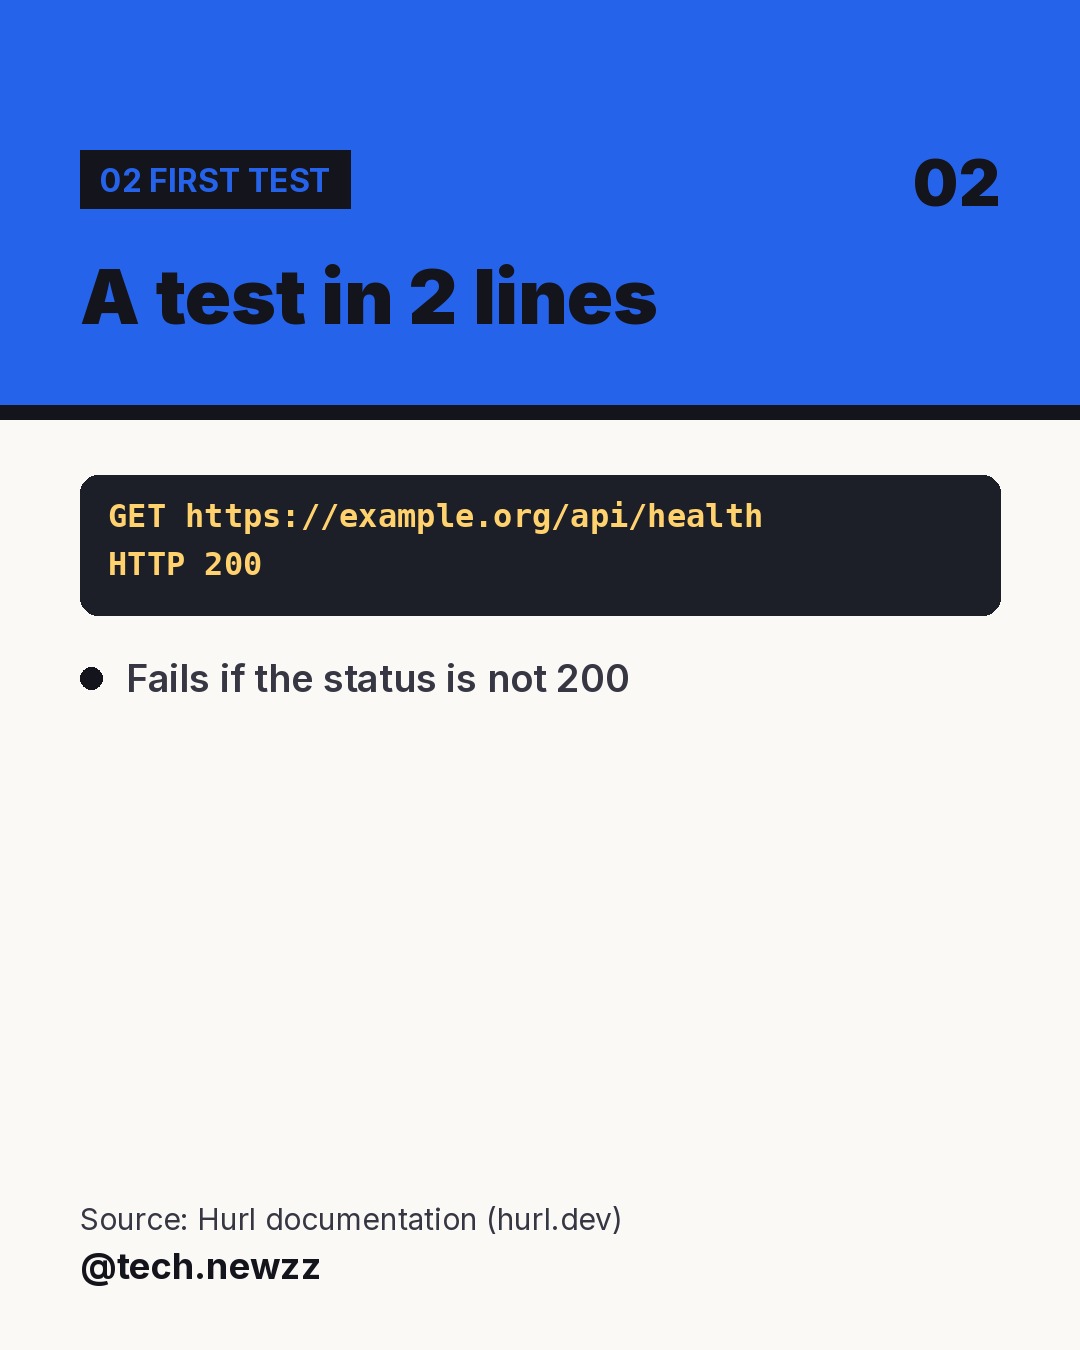 02 FIRST TEST
02
A test in 2 lines
GET https://example.org/api/health
HTTP 200
Fails if the status is not 200
Source: Hurl documentation (hurl.dev)
@tech.newzz